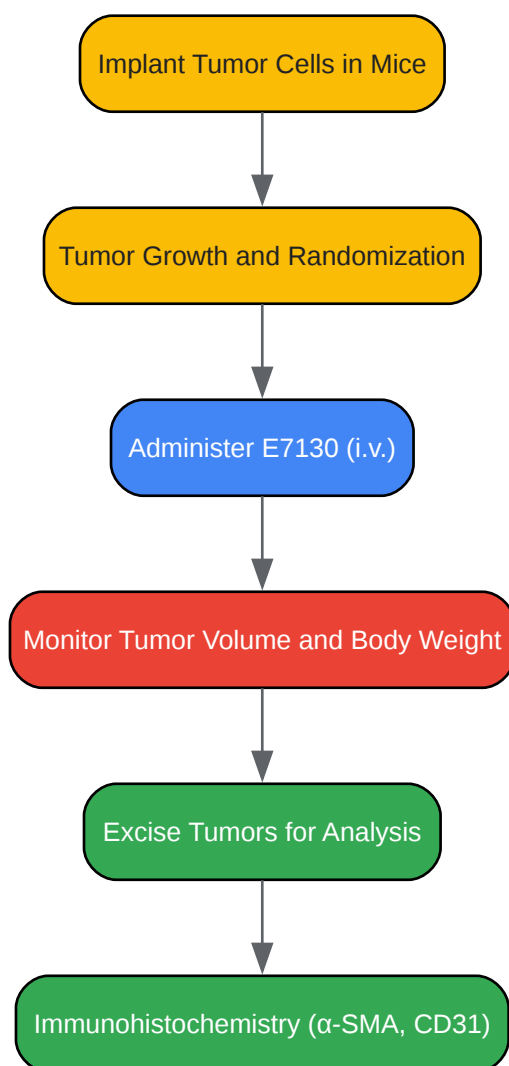 Implant Tumor Cells in Mice
Tumor Growth and Randomization
Administer E7130 (i.v.)
Monitor Tumor Volume and Body Weight
Excise Tumors for Analysis
Immunohistochemistry (α-SMA, CD31)